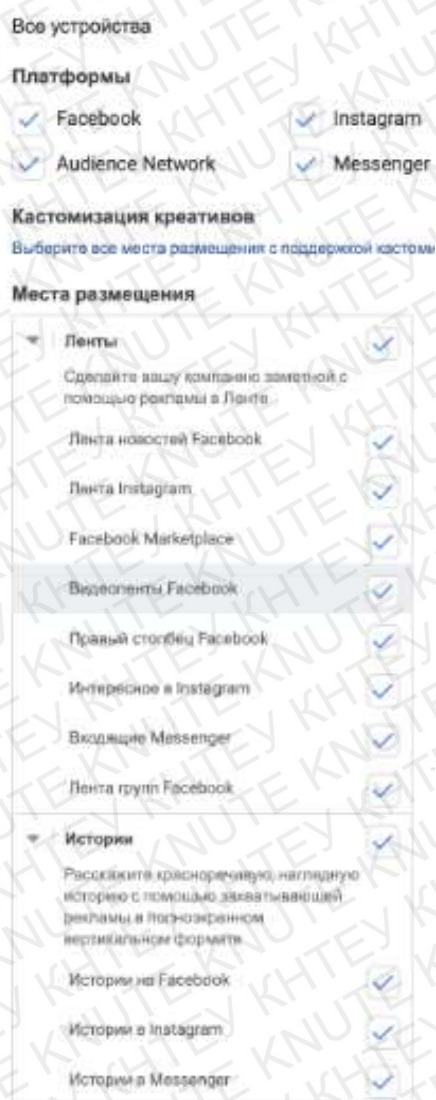 Все устройства
Платформы
Facebook
Instagram
Audience Network
Messenger
Кастомизация креативов
Выберите все места размещения с поддержкой кастоми
Места размещения
Ленты
Сделайте вашу компанию заметной с
помощью рекламы в Ленте
Лента новостей Facebook
Лента Instagram
Facebook Marketplace
Видеоленты Facebook
Правый столбец Facebook
Интересное в Instagram
Входящие Messenger
Лента групп Facebook
Истории
Расскажите красноречивую, наглядную
историю с помощью захватывающей
рекламы в полноэкранном
вертикальном формате
Истории на Facebook
Истории в Instagram
Истории в Messenger